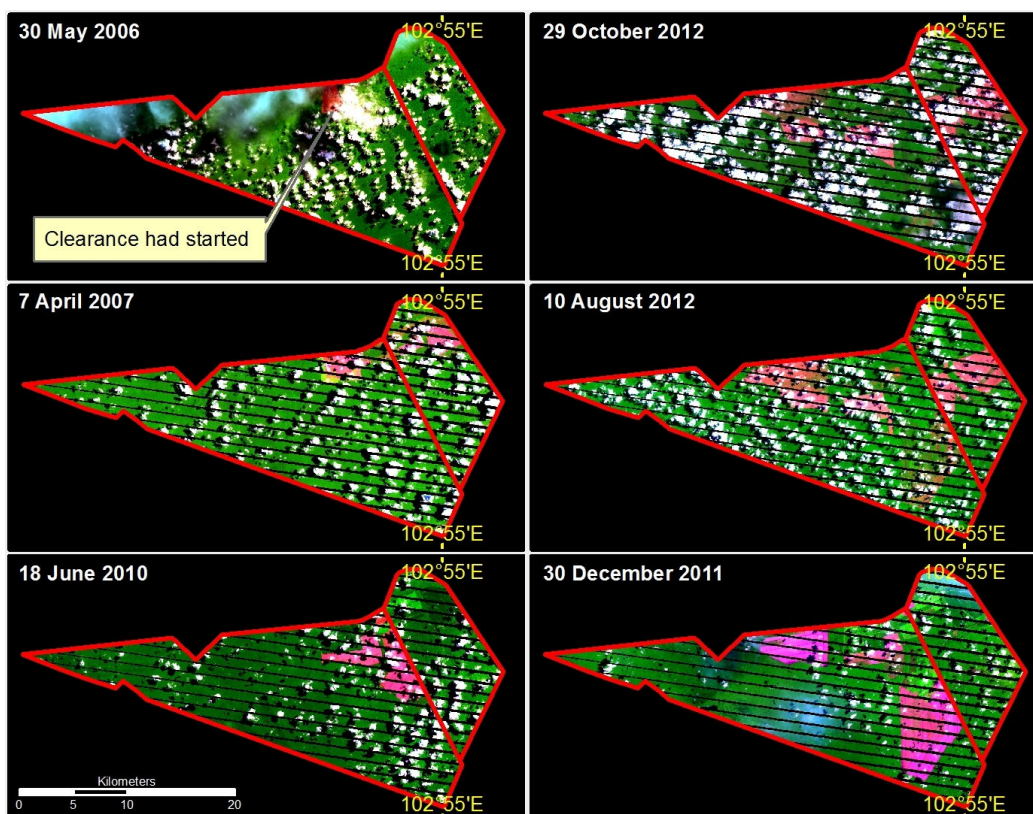 30 May 2006
102°55'E
Clearance had started
102°55'E
29 October 2012
102°55'E
102°55'E
7 April 2007
102°55'E
102°55'E
10 August 2012
102°55'E
102°55'E
18 June 2010
102°55'E
Kilometers
0 5 10 20
102°55'E
30 December 2011
102°55'E
102°55'E